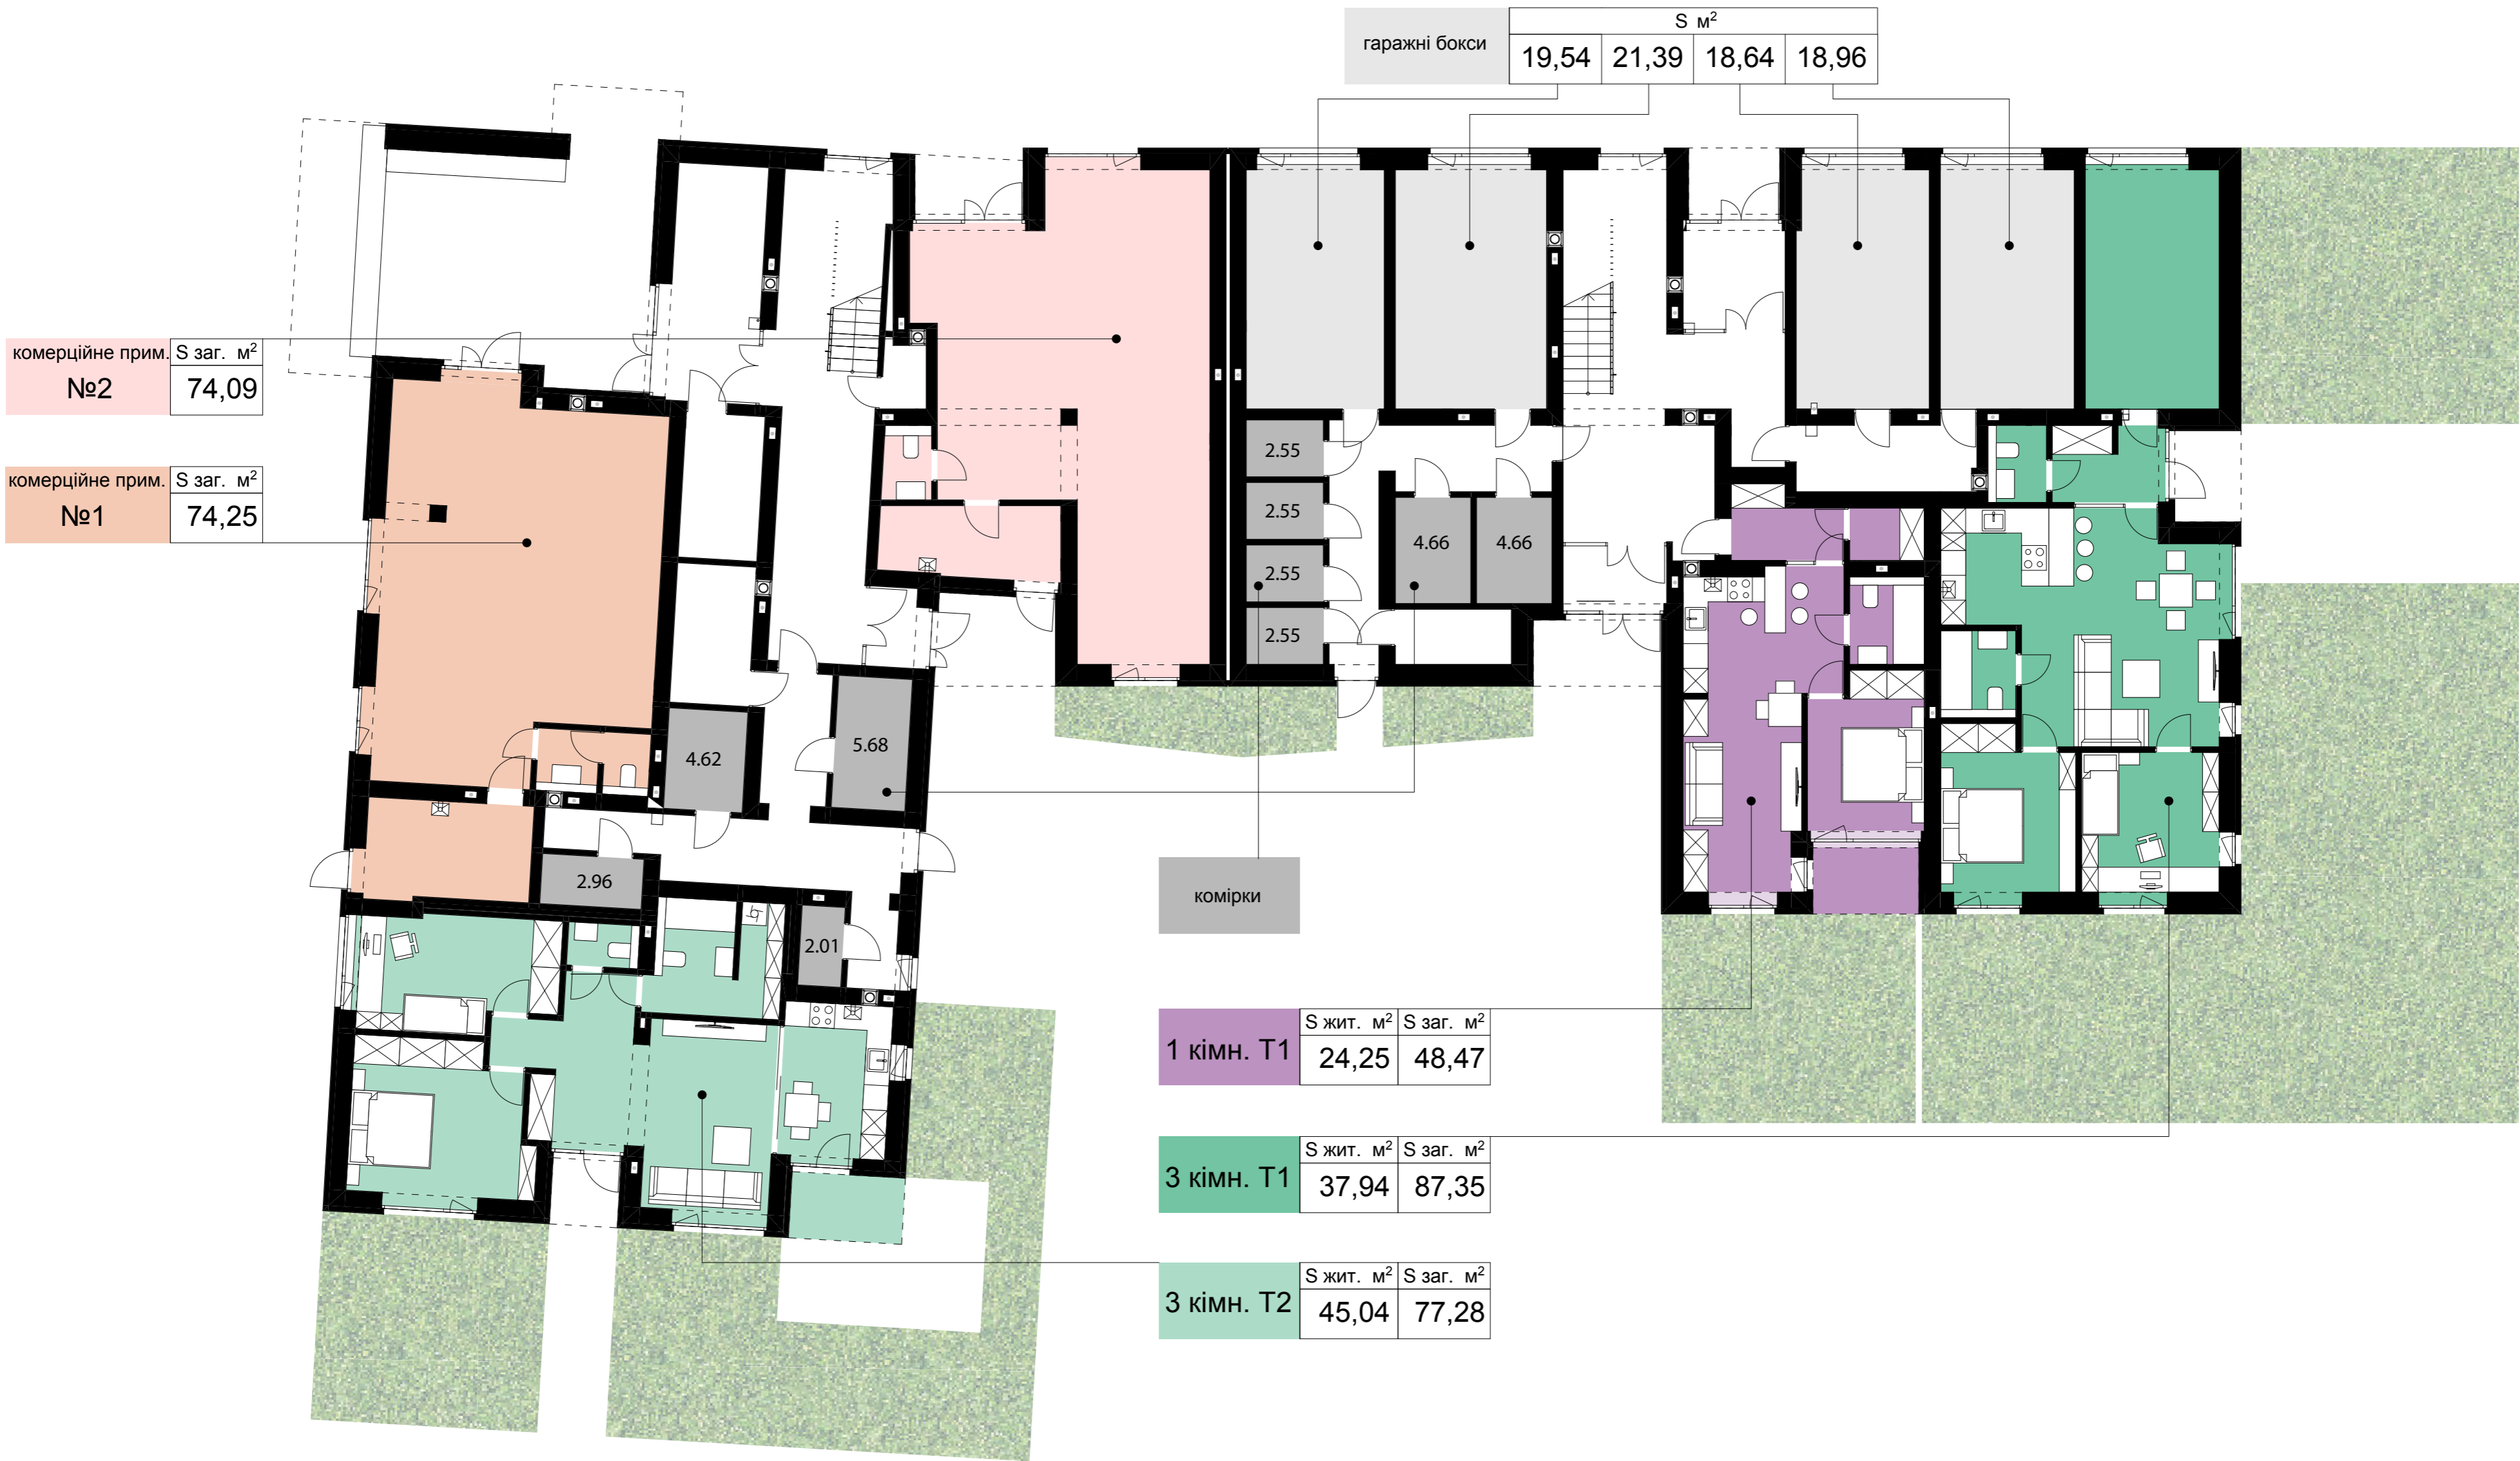 гаражні бокси
S м²
19,54 21,39 18,64 18,96
комерційне прим. S заг. м²
№2 74,09
комерційне прим. S заг. м²
№1 74,25
2.55
2.55
2.55
2.55
4.66 4.66
5.68
4.62
2.96
2.01
комірки
1 кімн. Т1
S жит. м² S заг. м²
24,25 48,47
3 кімн. Т1
S жит. м² S заг. м²
37,94 87,35
3 кімн. Т2
S жит. м² S заг. м²
45,04 77,28